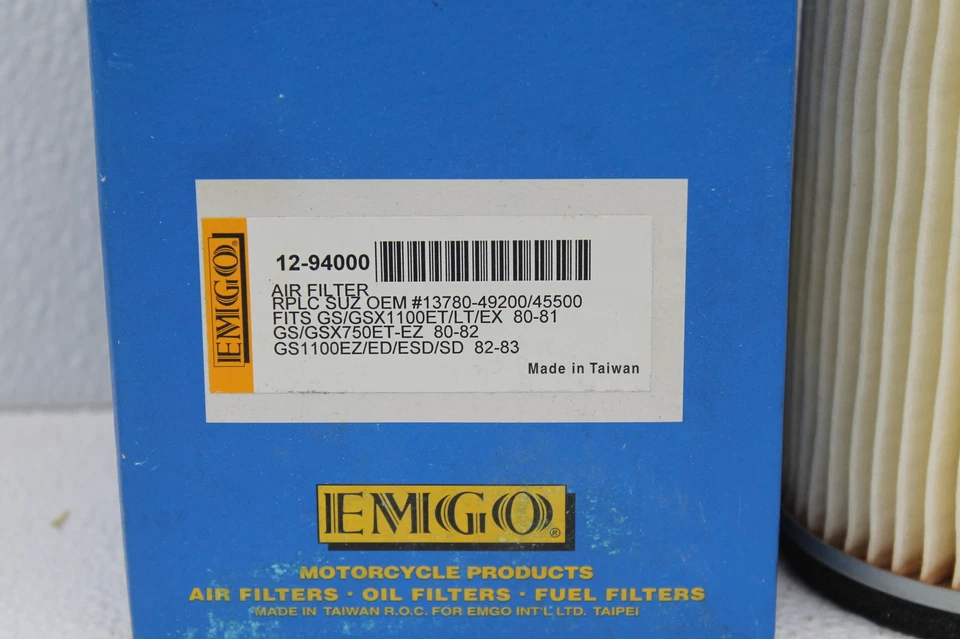 EMGO®
12-94000
AIR FILTER
RPLC SUZ OEM #13780-49200/45500
FITS GS/GSX1100ET/LT/EX 80-81
GS/GSX750ET-EZ 80-82
GS1100EZ/ED/ESD/SD 82-83
Made in Taiwan
EMGO®
MOTORCYCLE PRODUCTS
AIR FILTERS · OIL FILTERS · FUEL FILTERS
MADE IN TAIWAN R.O.C. FOR EMGO INT'L LTD. TAIPEI